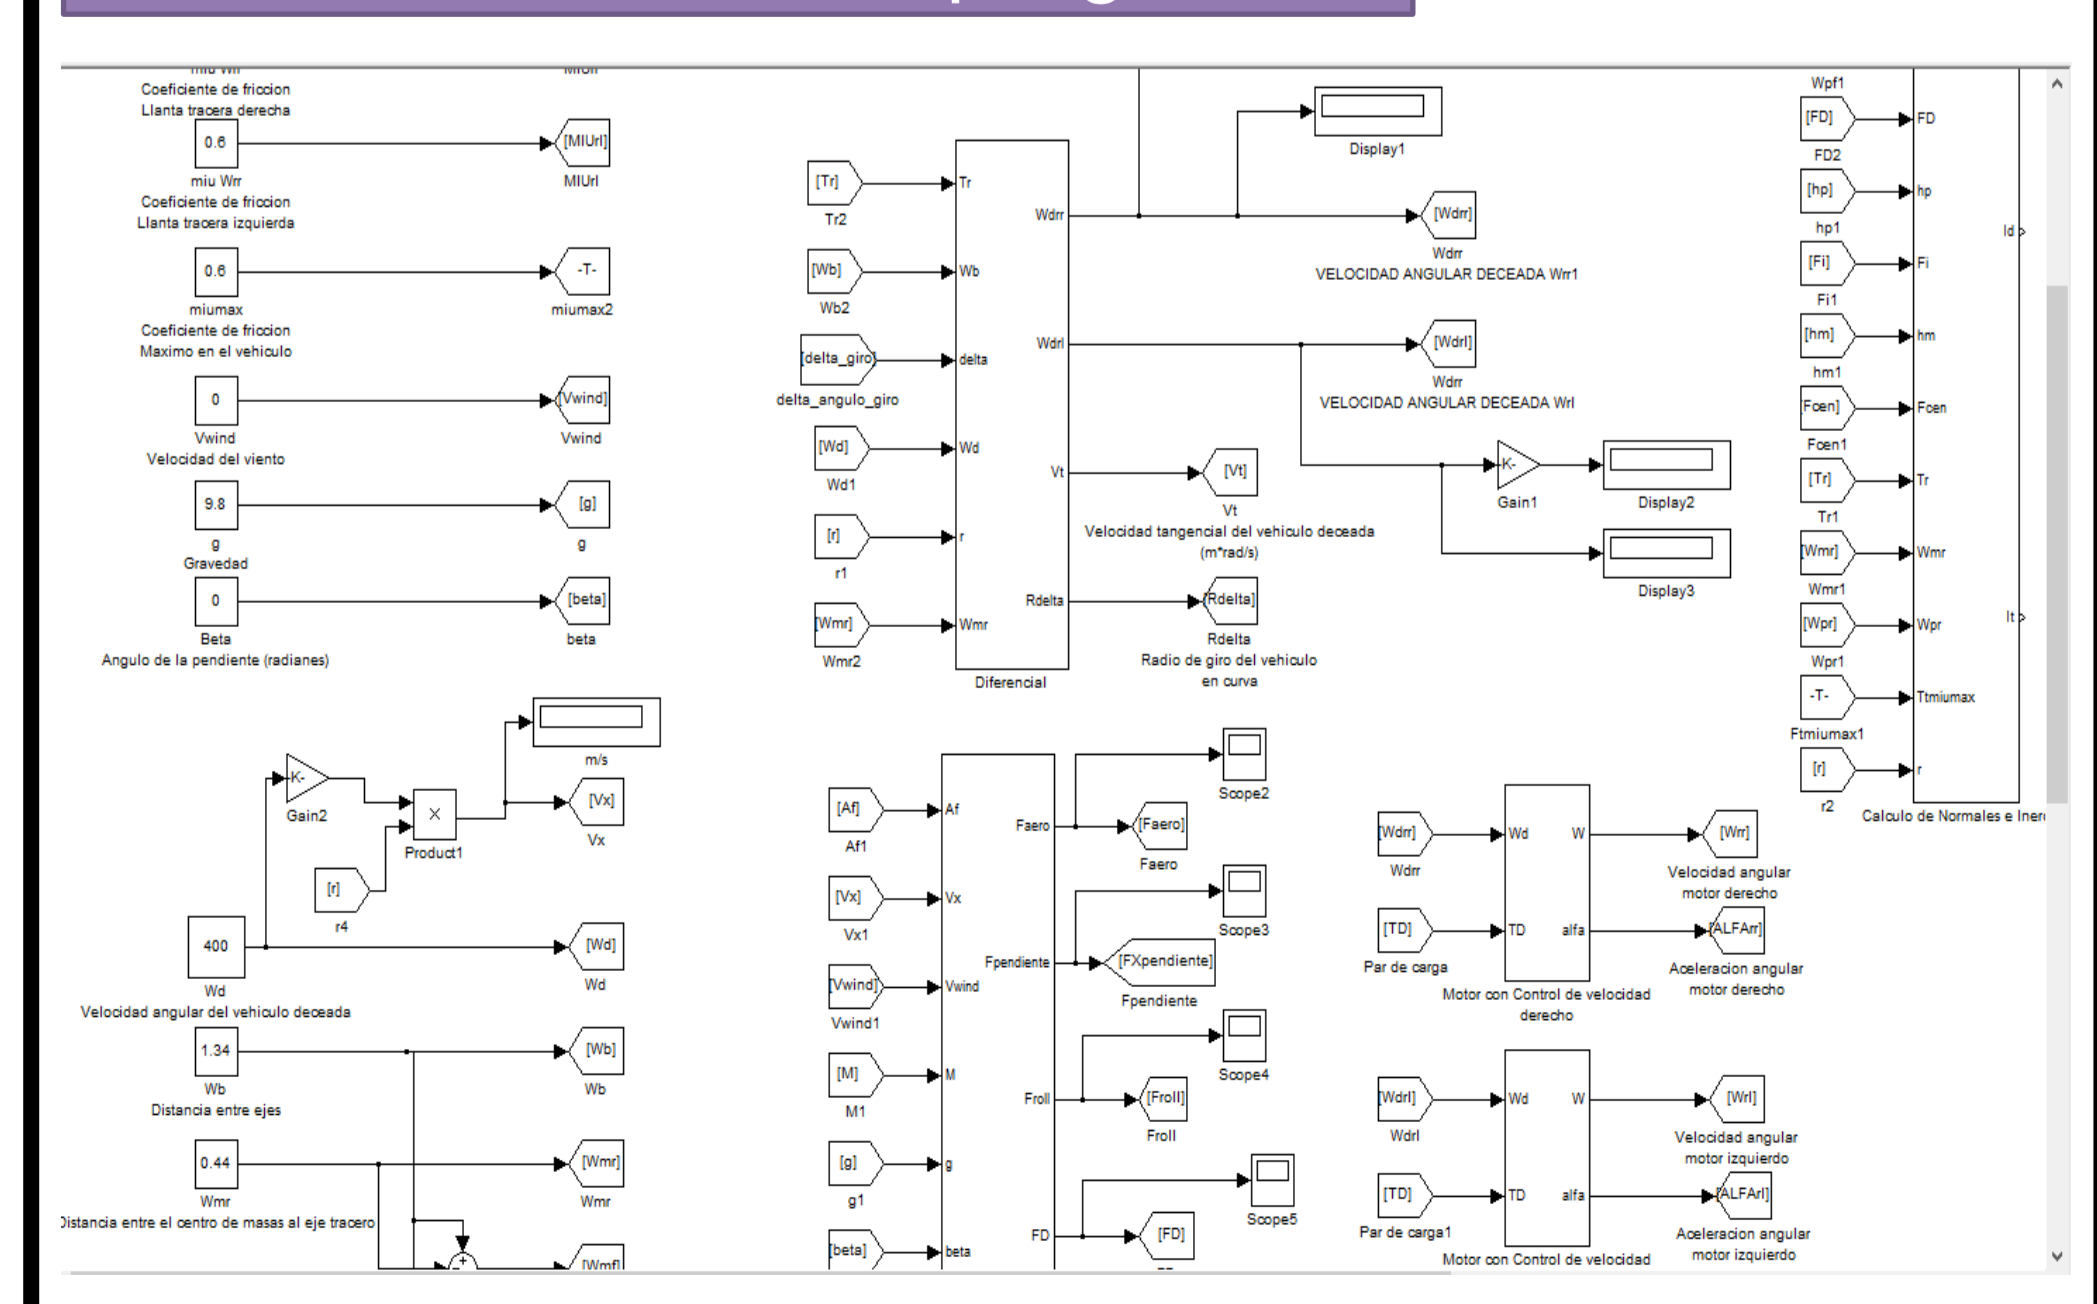 Coeficiente de friccion
Llanta tracera derecha
0.6
miu Wrr
Coeficiente de friccion
Llanta tracera izquierda
[MIUrl]
MIUrl
0.6
miumax
Coeficiente de friccion
Maximo en el vehiculo
-T-
miumax2
0
Vwind
Velocidad del viento
[Vwind]
Vwind
9.8
g
Gravedad
[g]
g
0
Beta
Angulo de la pendiente (radianes)
[beta]
beta
m/s
K-
Gain2
X
Product1
[r]
r4
[Vx]
Vx
400
Wd
Velocidad angular del vehiculo deceada
[Wd]
Wd
1.34
Wb
Distancia entre ejes
[Wb]
Wb
0.44
Wmr
Distancia entre el centro de masas al eje tracero
[Wmr]
Wmr
+
[Wmf]
[Tr]
Tr2
[Wb]
Wb2
[delta_giro]
delta_angulo_giro
[Wd]
Wd1
[r]
r1
[Wmr]
Wmr2
Tr
Wb
delta
Wd
r
Wmr
Wdrr
Wdrl
Vt
Rdelta
Diferencial
Display1
[Wdrr]
Wdrr
VELOCIDAD ANGULAR DECEADA Wrr1
[Wdrl]
Wdrr
VELOCIDAD ANGULAR DECEADA Wrl
[Vt]
Vt
Velocidad tangencial del vehiculo deceada
(m*rad/s)
[Rdelta]
Rdelta
Radio de giro del vehiculo
en curva
K-
Gain1
Display2
Display3
[Af]
Af1
[Vx]
Vx1
[Vwind]
Vwind1
[M]
M1
[g]
g1
[beta]
Af
Vx
Vwind
M
g
beta
Faero
Fpendiente
Froll
FD
Scope2
[Faero]
Faero
Scope3
[FXpendiente]
Fpendiente
Scope4
[Froll]
Froll
Scope5
[FD]
[Wdrr]
Wdrr
[TD]
Par de carga
Wd
TD
W
alfa
Motor con Control de velocidad
derecho
[Wrr]
Velocidad angular
motor derecho
[ALFArr]
Aceleracion angular
motor derecho
[Wdrl]
Wdrl
[TD]
Par de carga1
Wd
TD
W
alfa
Motor con Control de velocidad
[Wrl]
Velocidad angular
motor izquierdo
[ALFArl]
Aceleracion angular
motor izquierdo
Wpf1
[FD]
FD2
[hp]
hp1
[Fi]
Fi1
[hm]
hm1
[Fcen]
Fcen1
[Tr]
Tr1
[Wmr]
Wmr1
[Wpr]
Wpr1
-T-
Ftmiumax1
[r]
r2
FD
hp
Fi
hm
Fcen
Tr
Wmr
Wpr
Ttmiumax
r
Id
It
Calculo de Normales e Iner